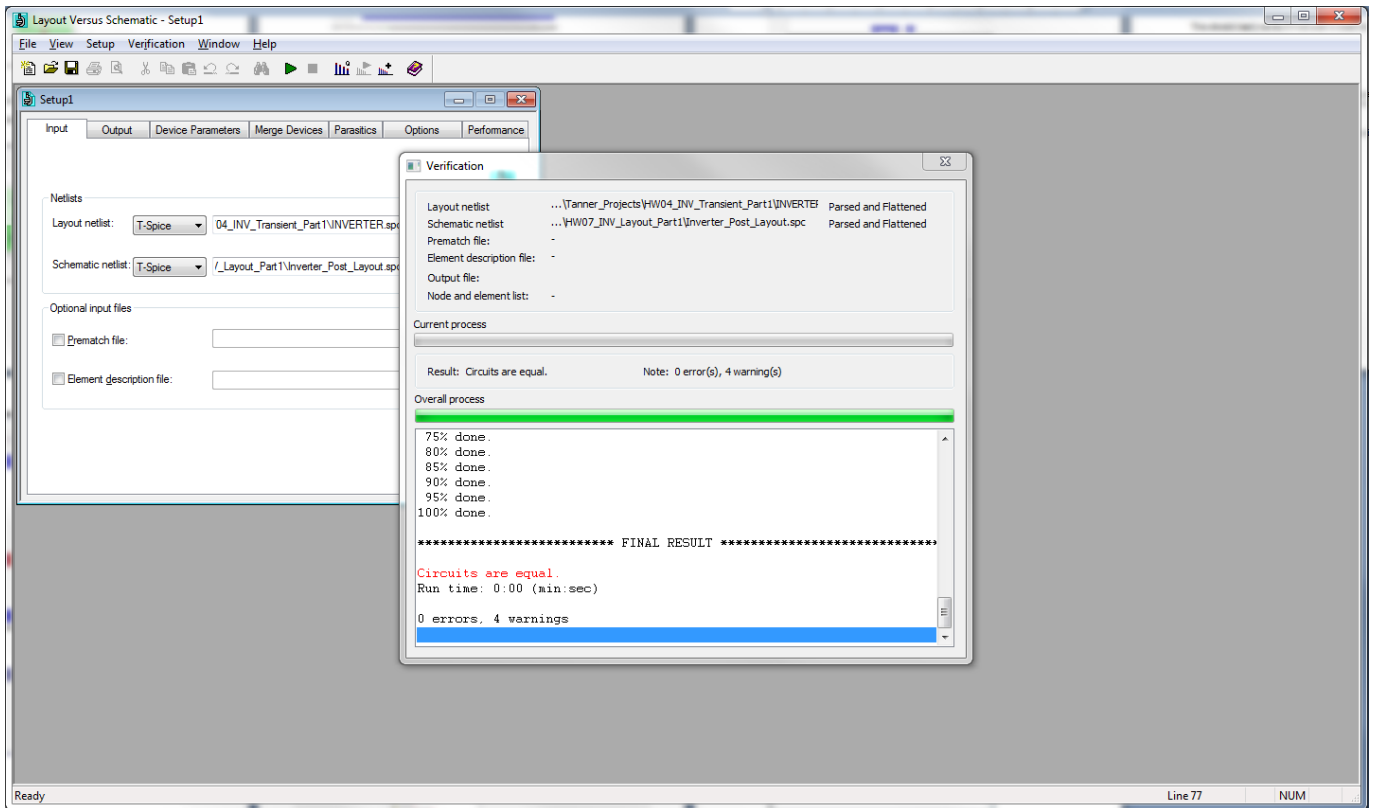 Layout Versus Schematic - Setup1
File View Setup Verification Window Help
Setup1
Input Output Device Parameters Merge Devices Parasitics Options Performance
Netlists
Layout netlist: T-Spice 04_INV_Transient_Part1\INVERTER.spc
Schematic netlist: T-Spice /_Layout_Part1\Inverter_Post_Layout.spc
Optional input files
Prematch file:
Element description file:
Verification
Layout netlist ...\Tanner_Projects\HW04_INV_Transient_Part1\INVERTER Parsed and Flattened
Schematic netlist ...\HW07_INV_Layout_Part1\Inverter_Post_Layout.spc Parsed and Flattened
Prematch file: -
Element description file: -
Output file:
Node and element list: -
Current process
Result: Circuits are equal. Note: 0 error(s), 4 warning(s)
Overall process
75% done.
80% done.
85% done.
90% done.
95% done.
100% done.
************************** FINAL RESULT *****************************
Circuits are equal.
Run time: 0:00 (min:sec)
0 errors, 4 warnings
Ready Line 77 NUM